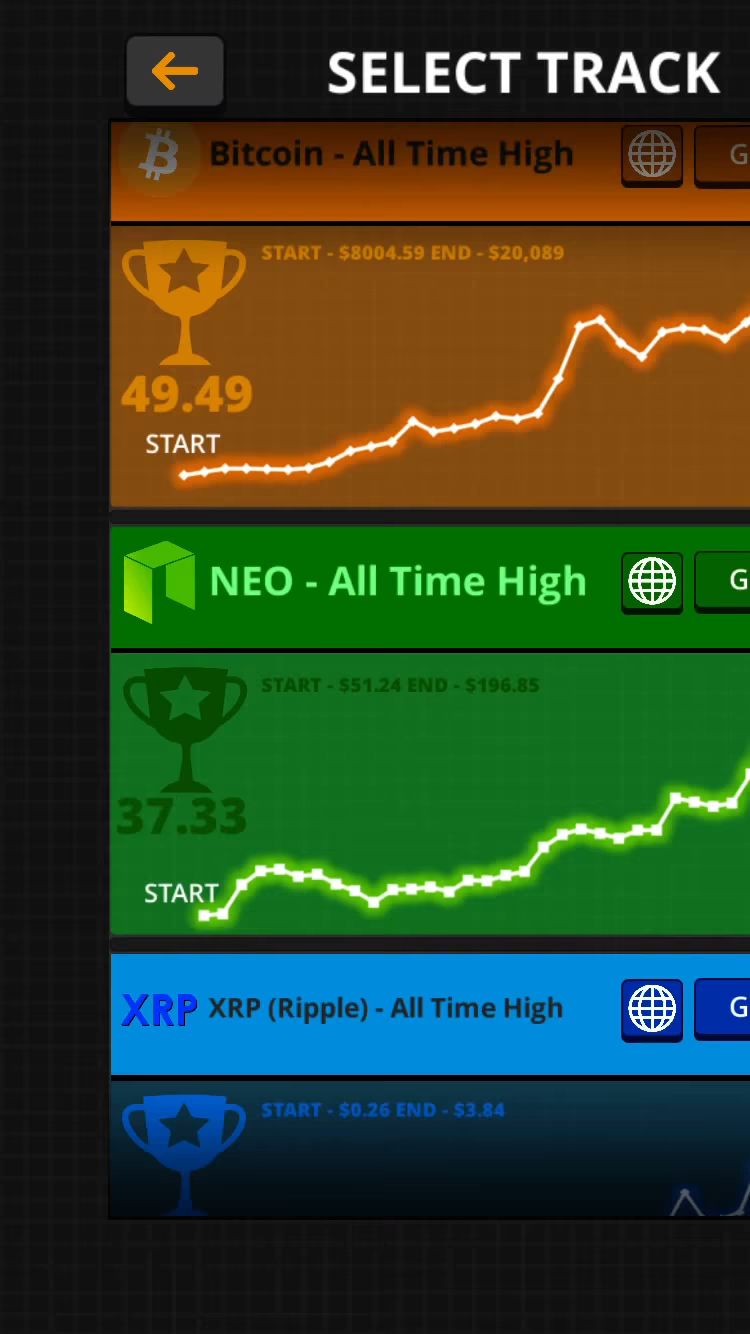 SELECT TRACK
Bitcoin - All Time High
G
START - $8004.59 END - $20,089
49.49
START
NEO - All Time High
G
START - $51.24 END - $196.85
37.33
START
XRP XRP (Ripple) - All Time High
G
START - $0.26 END - $3.84